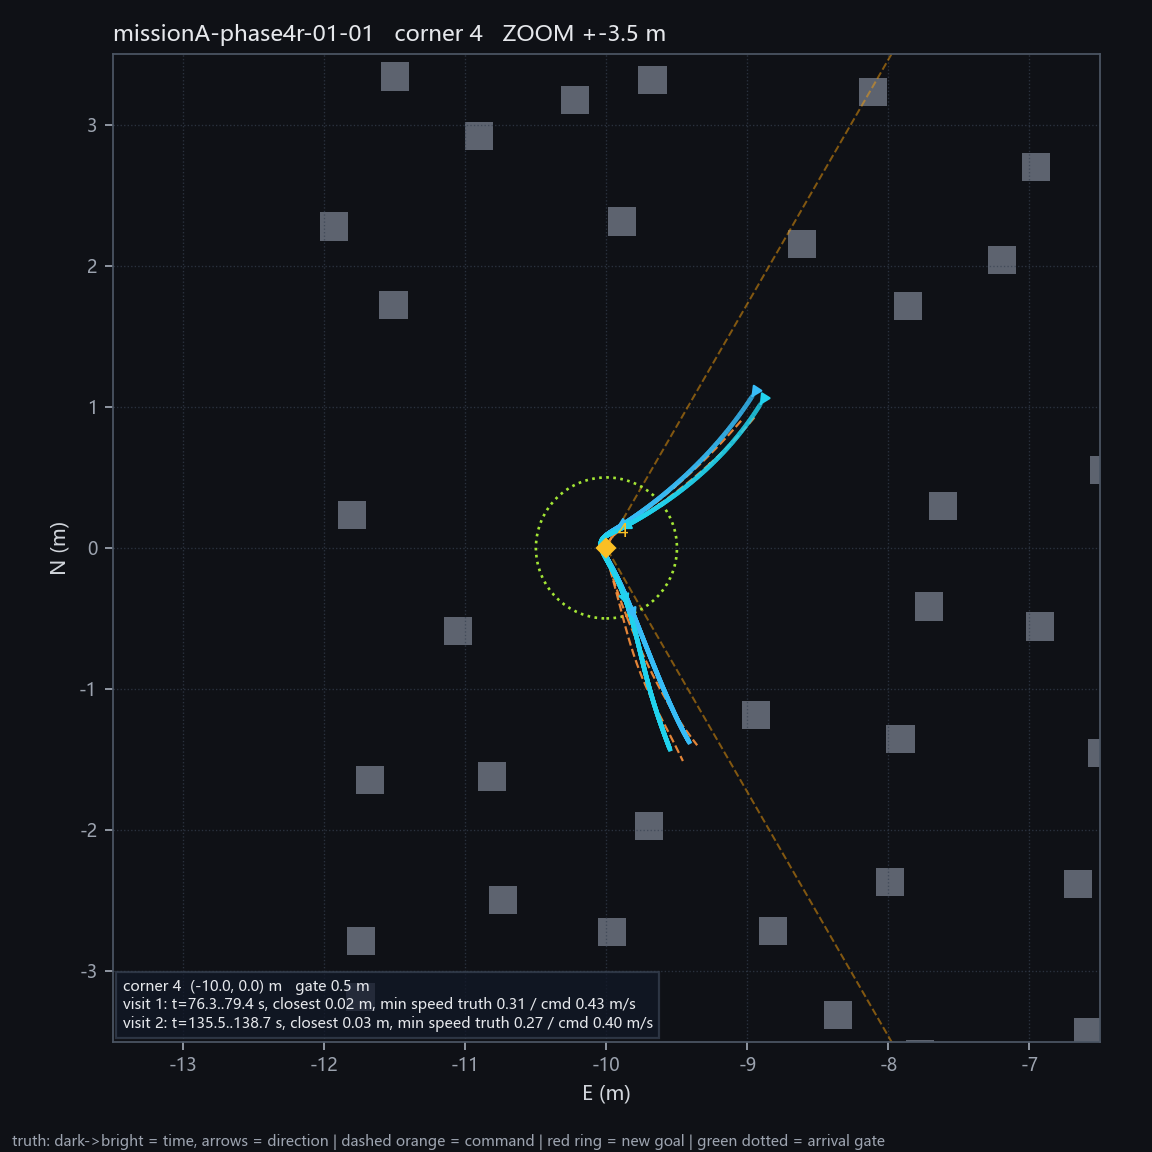 missionA-phase4r-01-01   corner 4   ZOOM +-3.5 m
N (m)
3
2
1
0
-1
-2
-3
4
corner 4  (-10.0, 0.0) m   gate 0.5 m
visit 1: t=76.3..79.4 s, closest 0.02 m, min speed truth 0.31 / cmd 0.43 m/s
visit 2: t=135.5..138.7 s, closest 0.03 m, min speed truth 0.27 / cmd 0.40 m/s
-13 -12 -11 -10 -9 -8 -7
E (m)
truth: dark->bright = time, arrows = direction | dashed orange = command | red ring = new goal | green dotted = arrival gate